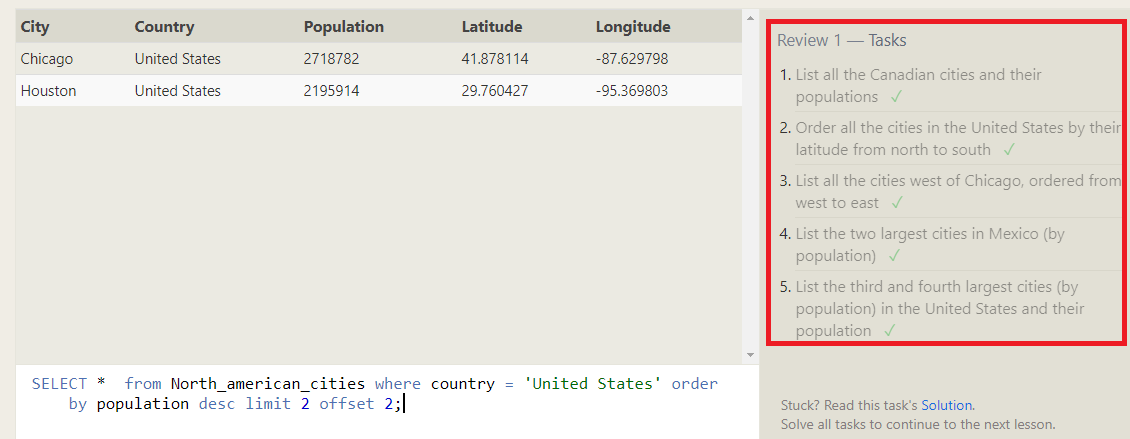 City Country Population Latitude Longitude
Chicago United States 2718782 41.878114 -87.629798
Houston United States 2195914 29.760427 -95.369803
SELECT *  from North_american_cities where country = 'United States' order
by population desc limit 2 offset 2;
Review 1 — Tasks
1. List all the Canadian cities and their
populations ✓
2. Order all the cities in the United States by their
latitude from north to south ✓
3. List all the cities west of Chicago, ordered from
west to east ✓
4. List the two largest cities in Mexico (by
population) ✓
5. List the third and fourth largest cities (by
population) in the United States and their
population ✓
Stuck? Read this task's Solution.
Solve all tasks to continue to the next lesson.